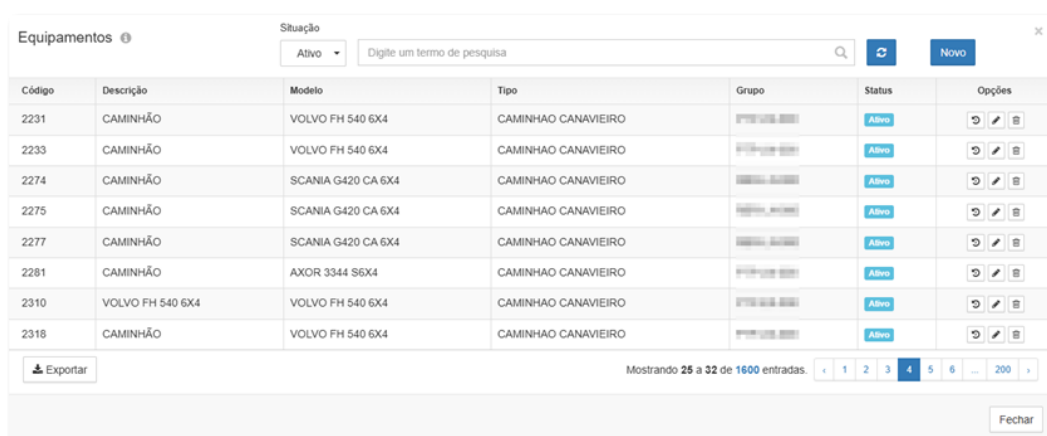 Equipamentos
Situação
Ativo
Digite um termo de pesquisa
Novo
Código Descrição Modelo Tipo Grupo Status Opções
2231 CAMINHÃO VOLVO FH 540 6X4 CAMINHAO CANAVIEIRO Ativo
2233 CAMINHÃO VOLVO FH 540 6X4 CAMINHAO CANAVIEIRO Ativo
2274 CAMINHÃO SCANIA G420 CA 6X4 CAMINHAO CANAVIEIRO Ativo
2275 CAMINHÃO SCANIA G420 CA 6X4 CAMINHAO CANAVIEIRO Ativo
2277 CAMINHÃO SCANIA G420 CA 6X4 CAMINHAO CANAVIEIRO Ativo
2281 CAMINHÃO AXOR 3344 S6X4 CAMINHAO CANAVIEIRO Ativo
2310 VOLVO FH 540 6X4 VOLVO FH 540 6X4 CAMINHAO CANAVIEIRO Ativo
2318 CAMINHÃO VOLVO FH 540 6X4 CAMINHAO CANAVIEIRO Ativo
Exportar Mostrando 25 a 32 de 1600 entradas. ‹ 1 2 3 4 5 6 ... 200 ›
Fechar